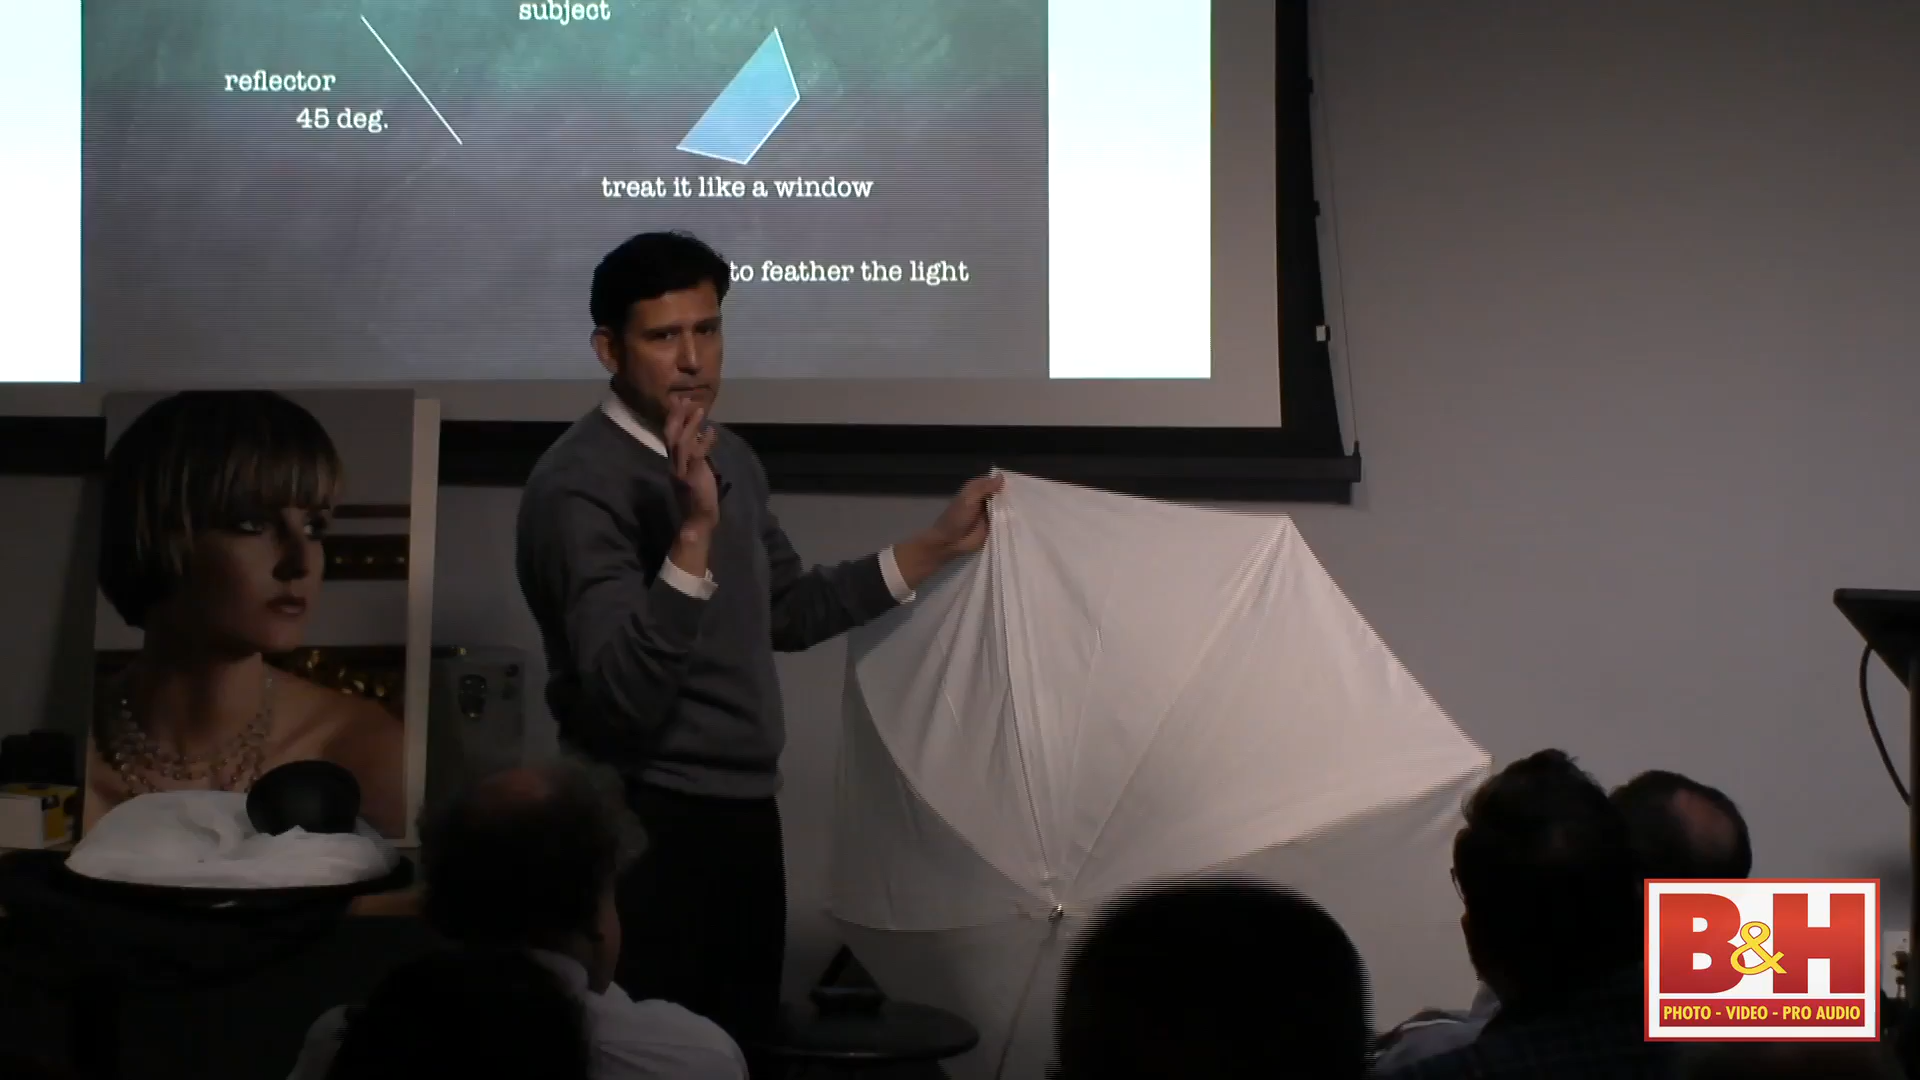 subject
reflector
45 deg.
treat it like a window
to feather the light
B&H
PHOTO - VIDEO - PRO AUDIO